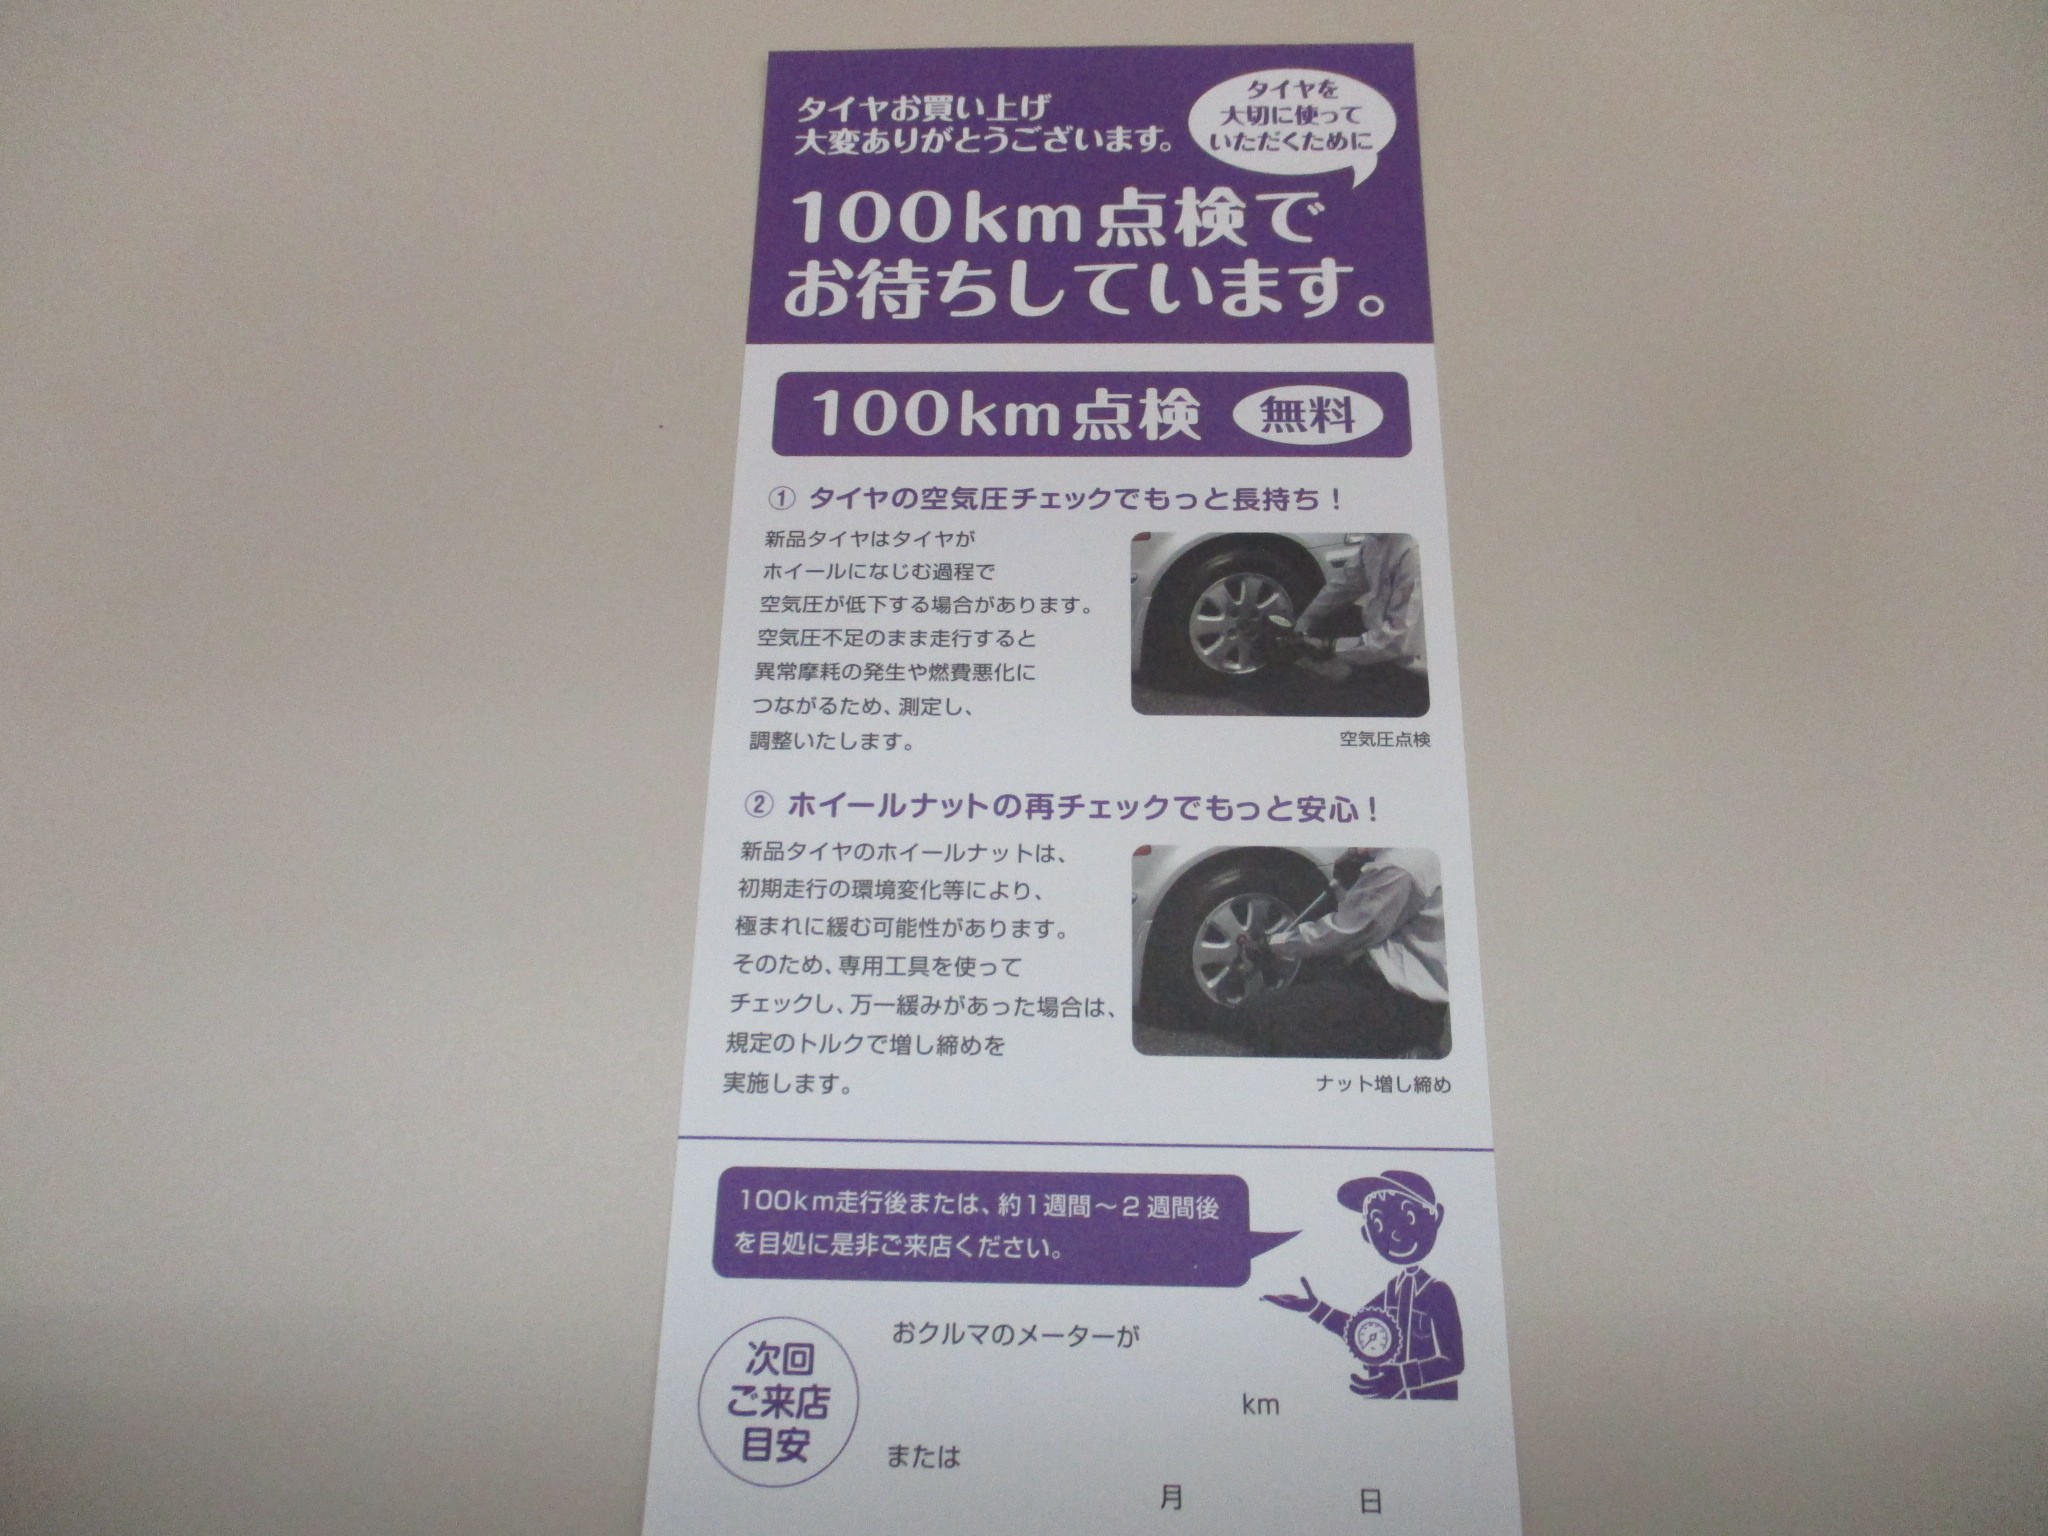 タイヤお買い上げ
大変ありがとうございます。
タイヤを
大切に使って
いただくために
100km点検で
お待ちしています。
100km点検 無料
① タイヤの空気圧チェックでもっと長持ち！
新品タイヤはタイヤが
ホイールになじむ過程で
空気圧が低下する場合があります。
空気圧不足のまま走行すると
異常摩耗の発生や燃費悪化に
つながるため、測定し、
調整いたします。
空気圧点検
② ホイールナットの再チェックでもっと安心！
新品タイヤのホイールナットは、
初期走行の環境変化等により、
極まれに緩む可能性があります。
そのため、専用工具を使って
チェックし、万一緩みがあった場合は、
規定のトルクで増し締めを
実施します。
ナット増し締め
100km走行後または、約1週間～2週間後
を目処に是非ご来店ください。
次回
ご来店
目安
おクルマのメーターが
km
または
月 日